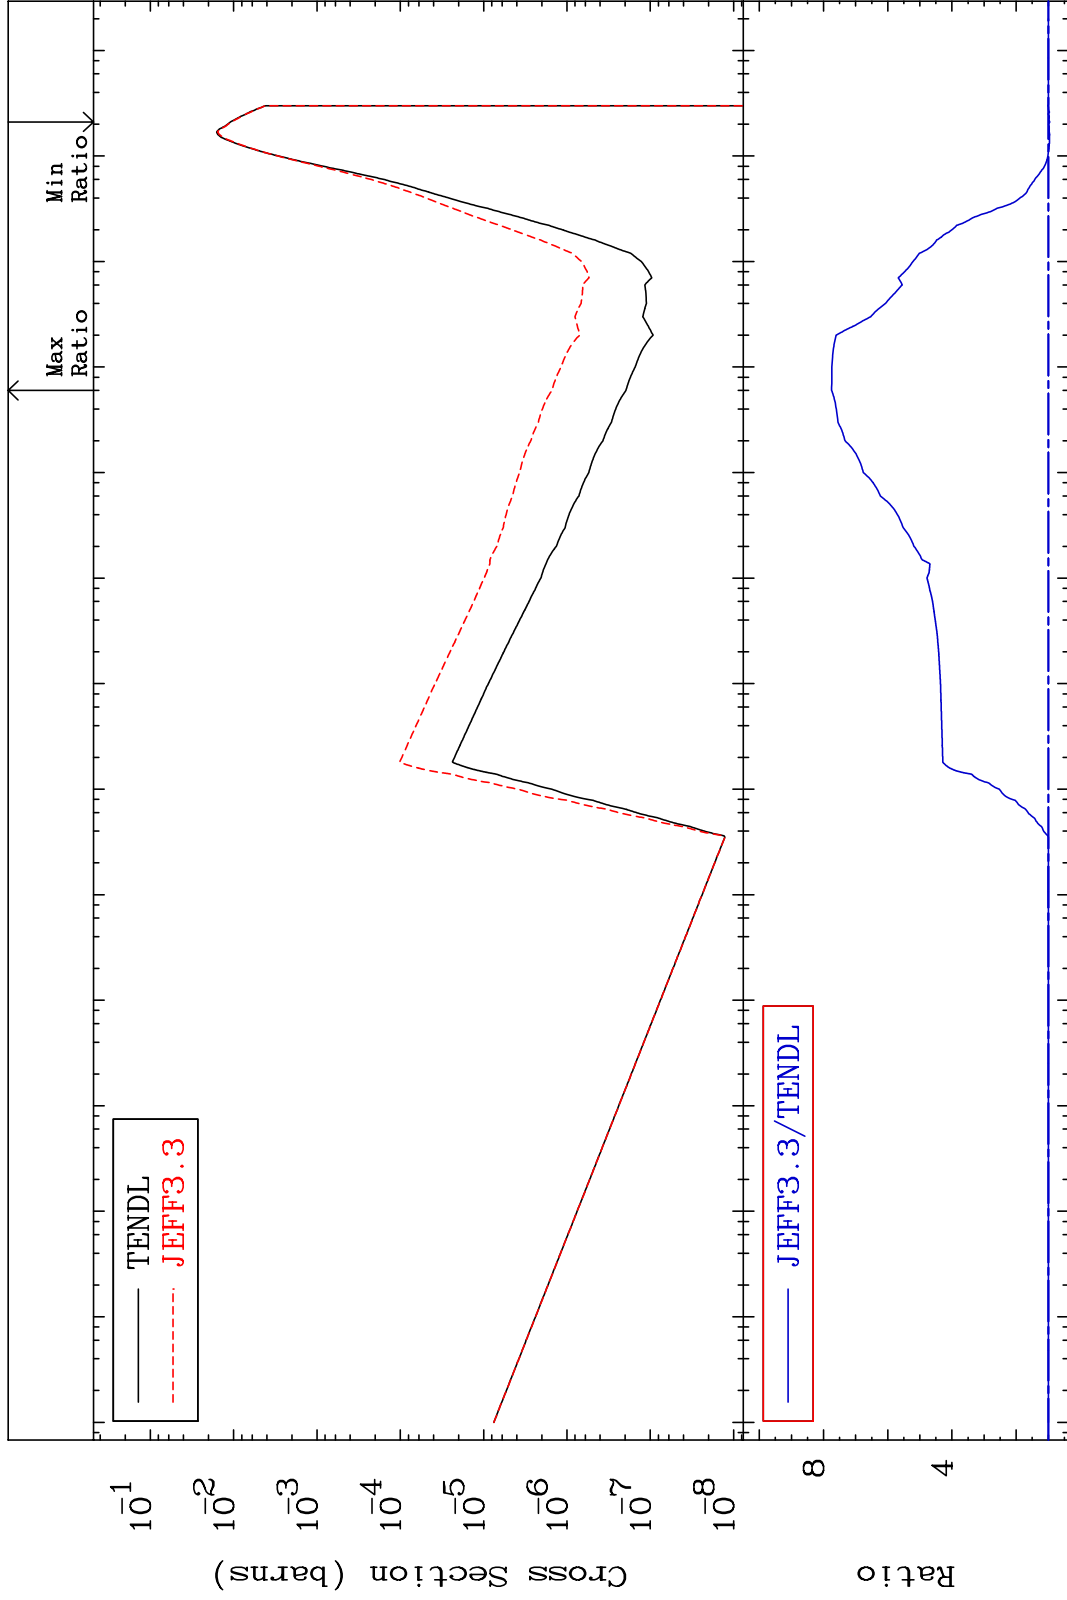 Max
Ratio
Min
Ratio
TENDL
JEFF3.3
10-1
10-2
10-3
10-4
10-5
10-6
10-7
10-8
Cross Section (barns)
JEFF3.3/TENDL
8
4
Ratio